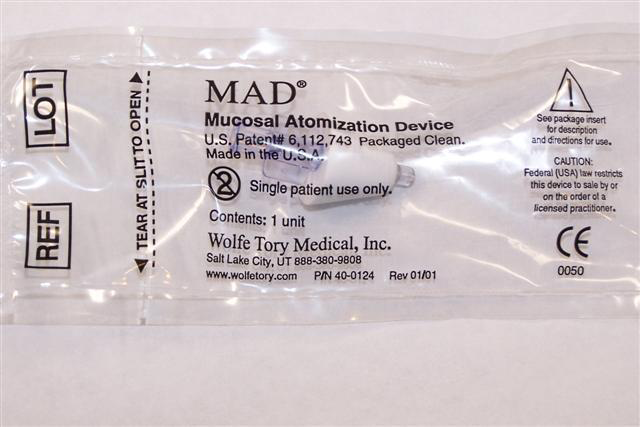 LOT
REF
TEAR AT SLIT TO OPEN
MAD®
Mucosal Atomization Device
U.S. Patent# 6,112,743 Packaged Clean.
Made in the U.S.A.
2 Single patient use only.
Contents: 1 unit
Wolfe Tory Medical, Inc.
Salt Lake City, UT 888-380-9808
www.wolfetory.com P/N 40-0124 Rev 01/01
!
See package insert
for description
and directions for use.
CAUTION:
Federal (USA) law restricts
this device to sale by or
on the order of a
licensed practitioner.
CE
0050